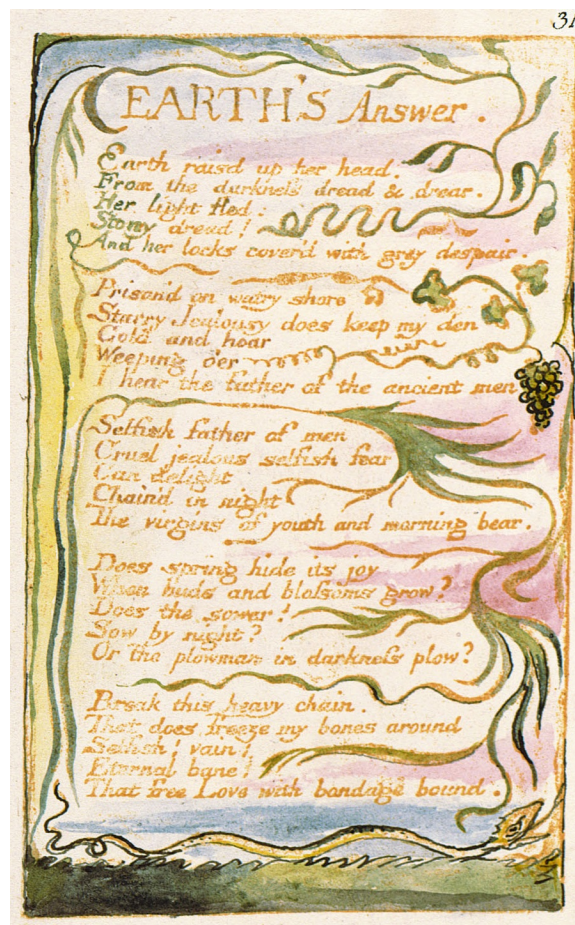 31
EARTH'S Answer.
Earth raisd up her head.
From the darkneſs dread & drear.
Her light fled:
Stony dread!
And her locks cover'd with grey despair.
Prison'd on watry shore
Starry Jealousy does keep my den
Cold and hoar
Weeping o'er
I hear the father of the ancient men
Selfish father of men
Cruel jealous selfish fear
Can delight
Chain'd in night
The virgins of youth and morning bear.
Does spring hide its joy
When buds and bloſsoms grow?
Does the sower!
Sow by night?
Or the plowman in darkneſs plow?
Break this heavy chain.
That does freeze my bones around
Selfish! vain!
Eternal bane!
That free Love with bondage bound.